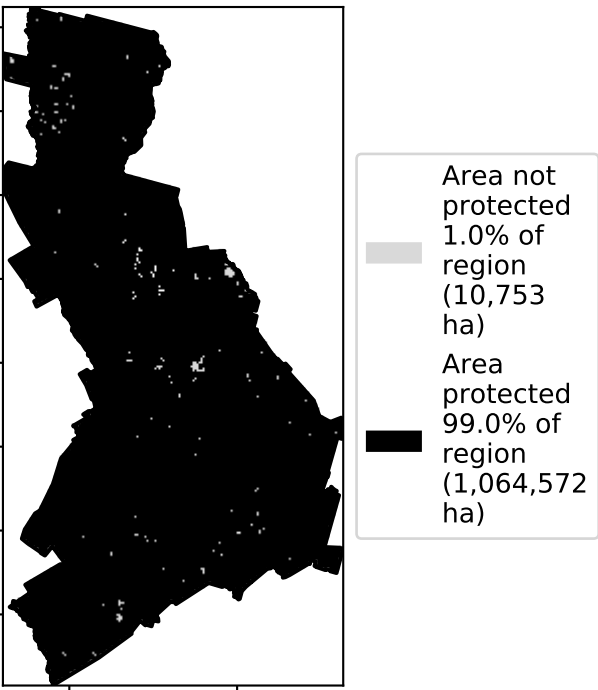 Area not
protected
1.0% of
region
(10,753
ha)
Area
protected
99.0% of
region
(1,064,572
ha)